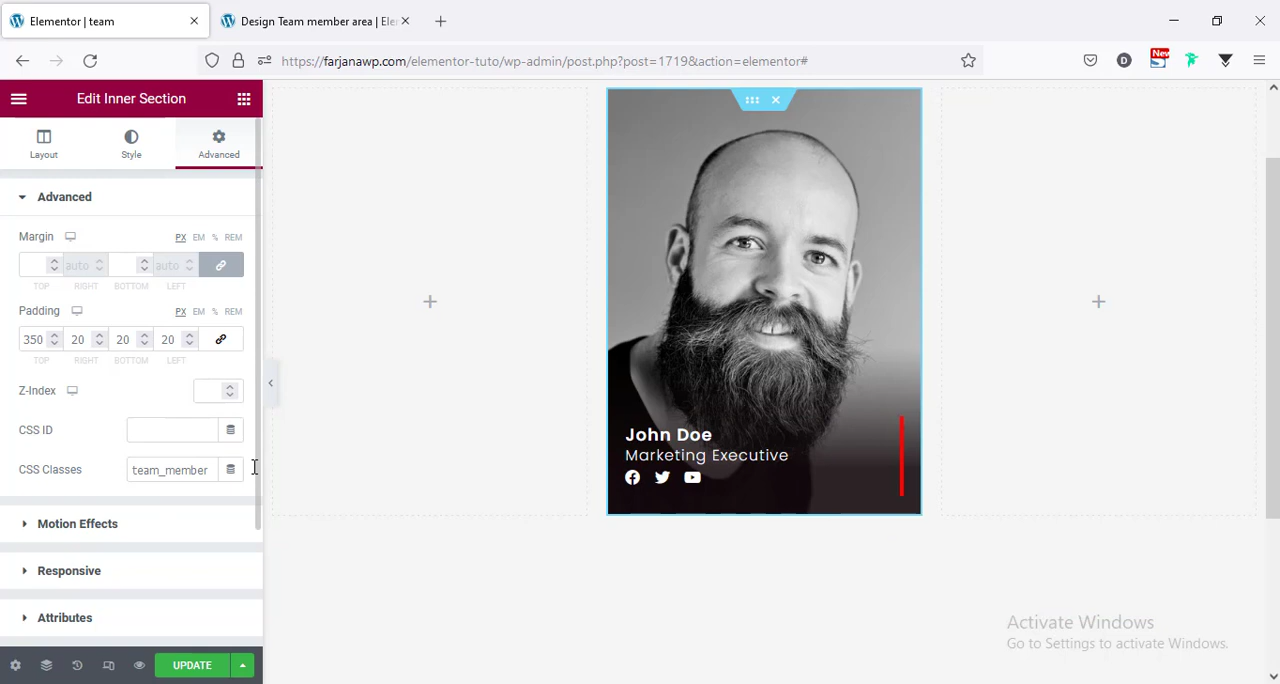 Elementor | team
Design Team member area | Ele
https://farjanawp.com/elementor-tuto/wp-admin/post.php?post=1719&action=elementor#
New
D
Edit Inner Section
Layout
Style
Advanced
Advanced
Margin
PX EM % REM
auto
auto
TOP RIGHT BOTTOM LEFT
Padding
PX EM % REM
350 20 20 20
TOP RIGHT BOTTOM LEFT
Z-Index
CSS ID
CSS Classes
team_member
Motion Effects
Responsive
Attributes
UPDATE
John Doe
Marketing Executive
Activate Windows
Go to Settings to activate Windows.